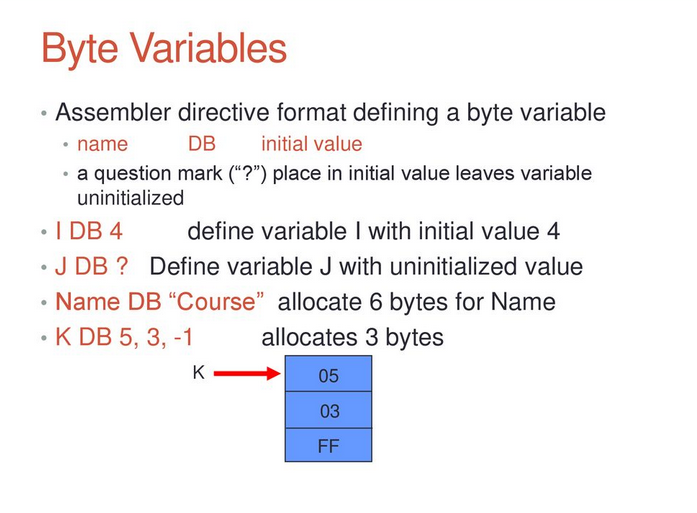 Byte Variables
• Assembler directive format defining a byte variable
• name DB initial value
• a question mark (“?”) place in initial value leaves variable
uninitialized
• I DB 4 define variable I with initial value 4
• J DB ? Define variable J with uninitialized value
• Name DB “Course” allocate 6 bytes for Name
• K DB 5, 3, -1 allocates 3 bytes
K 05
03
FF